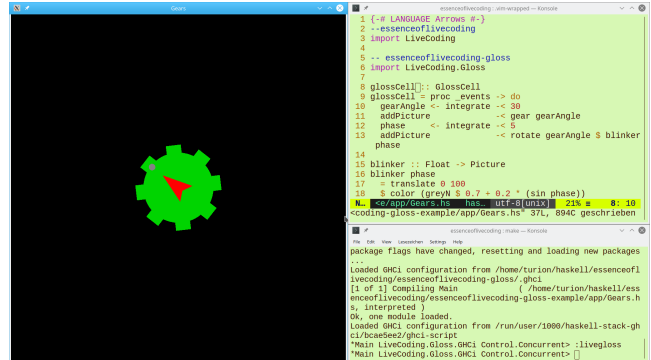 Gears
essenceoflivecoding : .vim-wrapped — Konsole
1 {-# LANGUAGE Arrows #-}
2 --essenceoflivecoding
3 import LiveCoding
4
5 -- essenceoflivecoding-gloss
6 import LiveCoding.Gloss
7
8 glossCell :: GlossCell
9 glossCell = proc _events -> do
10   gearAngle <- integrate -< 30
11   addPicture             -< gear gearAngle
12   phase     <- integrate -< 5
13   addPicture             -< rotate gearAngle $ blinker
phase
14
15 blinker :: Float -> Picture
16 blinker phase
17   = translate 0 100
18   $ color (greyN $ 0.7 + 0.2 * (sin phase))
N… <e/app/Gears.hs has… utf-8[unix] 21% ≡ 8: 10
<coding-gloss-example/app/Gears.hs" 37L, 894C geschrieben
essenceoflivecoding : make — Konsole
File Edit View Lesezeichen Settings Help
package flags have changed, resetting and loading new packages
...
Loaded GHCi configuration from /home/turion/haskell/essenceofl
ivecoding/essenceoflivecoding-gloss/.ghci
[1 of 1] Compiling Main             ( /home/turion/haskell/ess
enceoflivecoding/essenceoflivecoding-gloss-example/app/Gears.h
s, interpreted )
Ok, one module loaded.
Loaded GHCi configuration from /run/user/1000/haskell-stack-gh
ci/bcae5ee2/ghci-script
*Main LiveCoding.Gloss.GHCi Control.Concurrent> :livegloss
*Main LiveCoding.Gloss.GHCi Control.Concurrent>